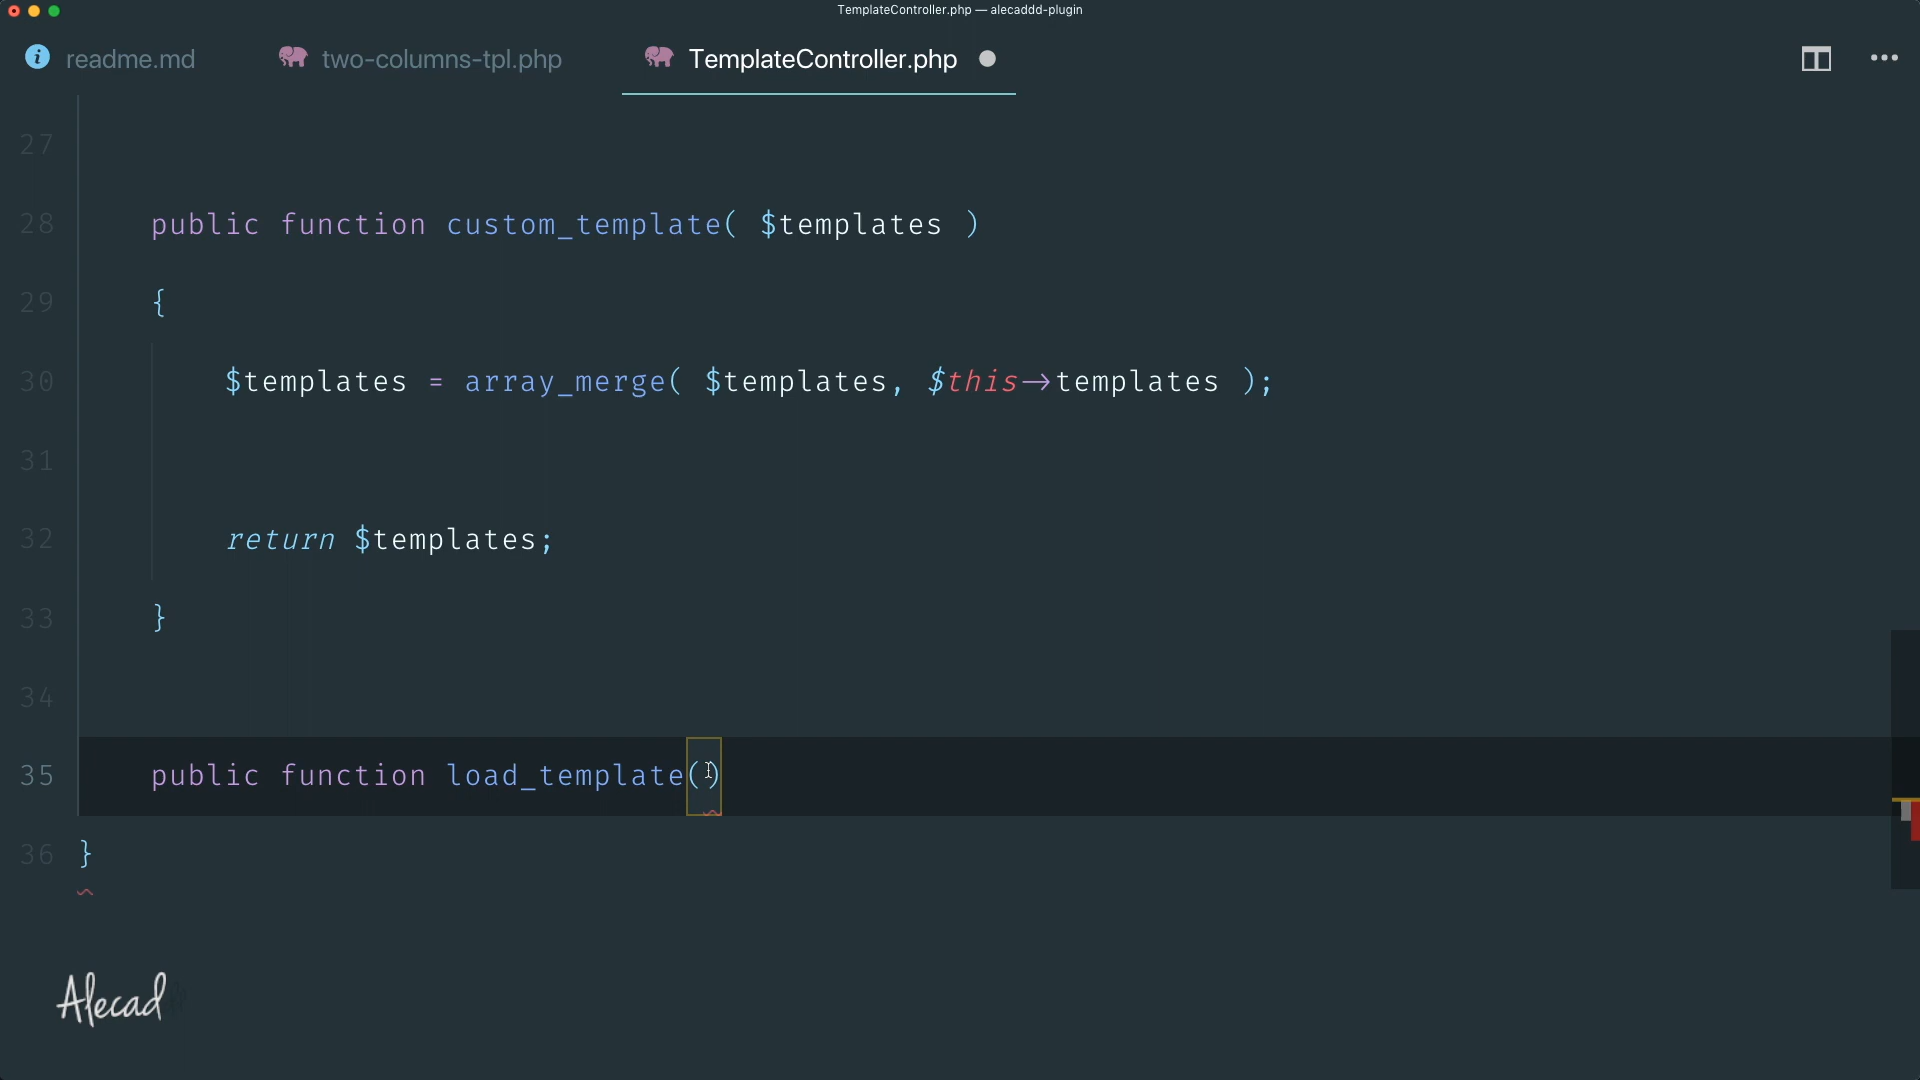 TemplateController.php — alecaddd-plugin
readme.md two-columns-tpl.php TemplateController.php
27
28 public function custom_template( $templates )
29 {
30 $templates = array_merge( $templates, $this->templates );
31
32 return $templates;
33 }
34
35 public function load_template()
36 }
Alecad